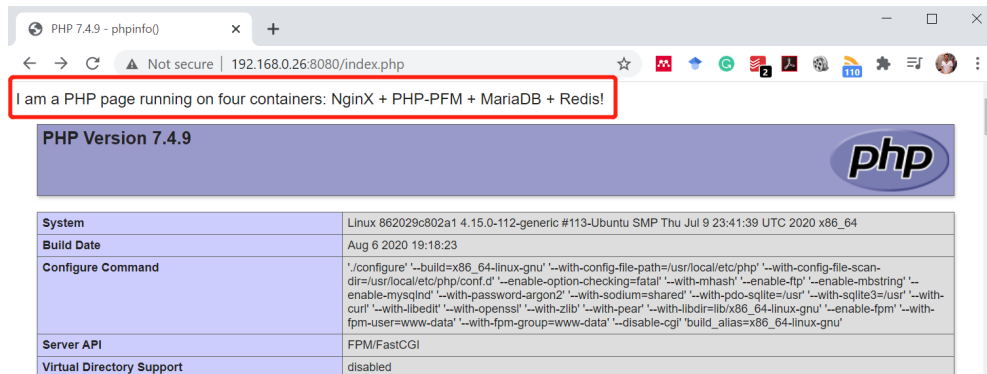 PHP 7.4.9 - phpinfo()
Not secure | 192.168.0.26:8080/index.php
2
110
I am a PHP page running on four containers: NginX + PHP-PFM + MariaDB + Redis!
PHP Version 7.4.9
php
System Linux 862029c802a1 4.15.0-112-generic #113-Ubuntu SMP Thu Jul 9 23:41:39 UTC 2020 x86_64
Build Date Aug 6 2020 19:18:23
Configure Command './configure' '--build=x86_64-linux-gnu' '--with-config-file-path=/usr/local/etc/php' '--with-config-file-scan-
dir=/usr/local/etc/php/conf.d' '--enable-option-checking=fatal' '--with-mhash' '--enable-ftp' '--enable-mbstring' '--
enable-mysqlnd' '--with-password-argon2' '--with-sodium=shared' '--with-pdo-sqlite=/usr' '--with-sqlite3=/usr' '--with-
curl' '--with-libedit' '--with-openssl' '--with-zlib' '--with-pear' '--with-libdir=lib/x86_64-linux-gnu' '--enable-fpm' '--with-
fpm-user=www-data' '--with-fpm-group=www-data' '--disable-cgi' 'build_alias=x86_64-linux-gnu'
Server API FPM/FastCGI
Virtual Directory Support disabled